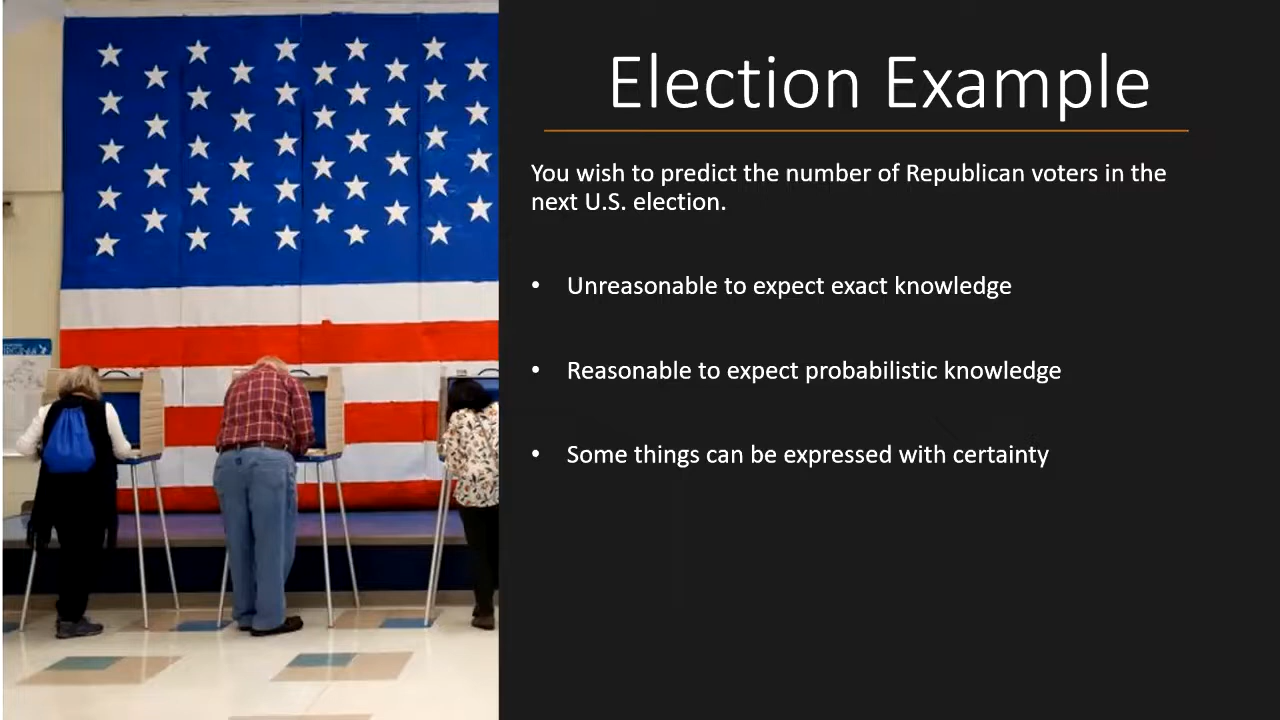 Election Example
You wish to predict the number of Republican voters in the
next U.S. election.
• Unreasonable to expect exact knowledge
• Reasonable to expect probabilistic knowledge
• Some things can be expressed with certainty